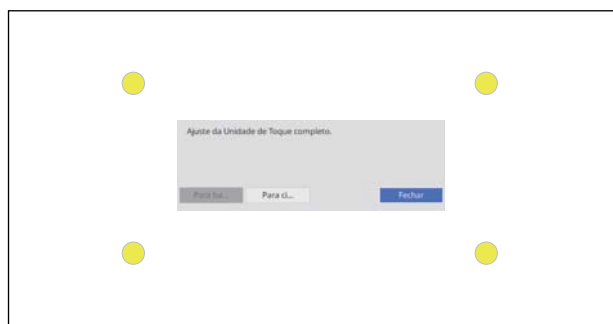 Ajuste da Unidade de Toque completo.
Para ba...
Para ci...
Fechar